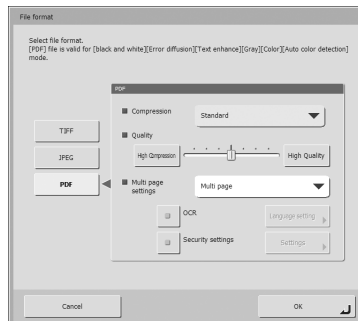 File format
Select file format.
[PDF] file is valid for [black and white][Error diffusion][Text enhance][Gray][Color][Auto color detection]
mode.
PDF
Compression
Standard
Quality
High Compression
High Quality
TIFF
JPEG
PDF
Multi page
settings
Multi page
OCR
Language setting
Security settings
Settings
Cancel
OK